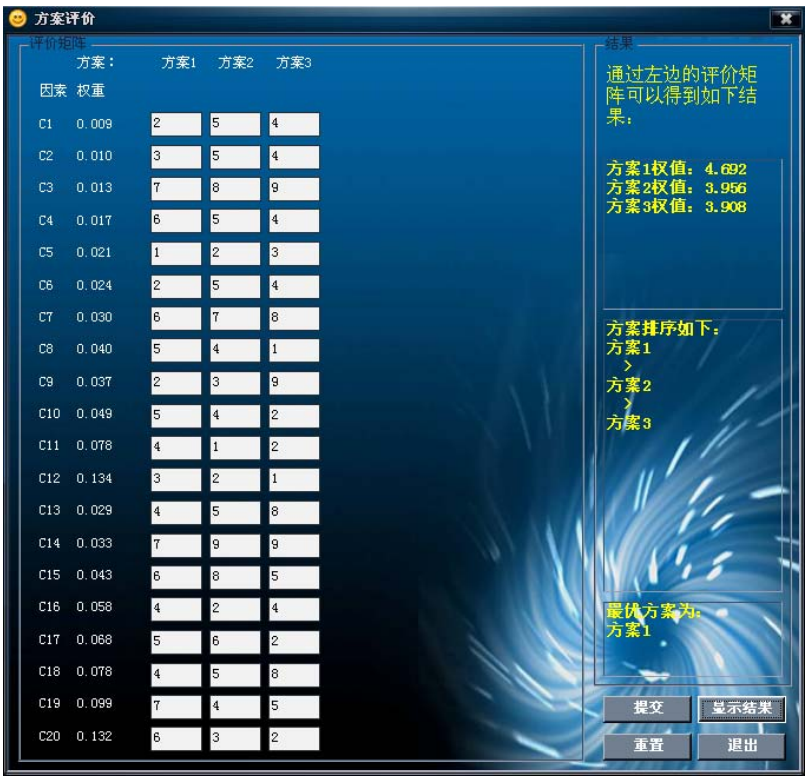 方案评价
评价矩阵
方案： 方案1 方案2 方案3
因素 权重
C1 0.009 2 5 4
C2 0.010 3 5 4
C3 0.013 7 8 9
C4 0.017 6 5 4
C5 0.021 1 2 3
C6 0.024 2 5 4
C7 0.030 6 7 8
C8 0.040 5 4 1
C9 0.037 2 3 9
C10 0.049 5 4 2
C11 0.078 4 1 2
C12 0.134 3 2 1
C13 0.029 4 5 8
C14 0.033 7 9 9
C15 0.043 6 8 5
C16 0.058 4 2 4
C17 0.068 5 6 2
C18 0.078 4 5 8
C19 0.099 7 4 5
C20 0.132 6 3 2
结果
通过左边的评价矩
阵可以得到如下结
果：
方案1权值：4.692
方案2权值：3.956
方案3权值：3.908
方案排序如下：
方案1
>
方案2
>
方案3
最优方案为：
方案1
提交 显示结果
重置 退出